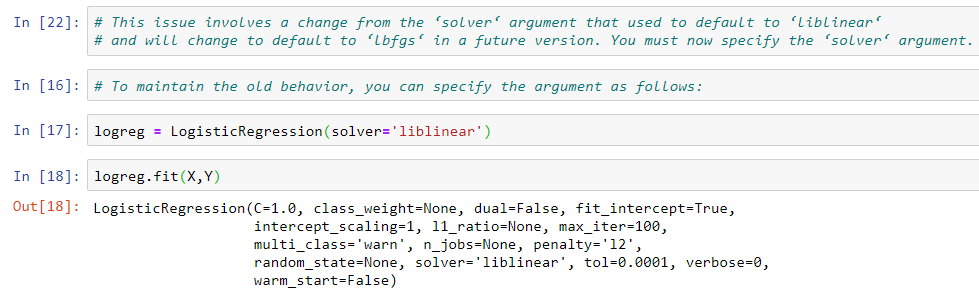 In [22]: # This issue involves a change from the ‘solver‘ argument that used to default to ‘liblinear‘
# and will change to default to ‘lbfgs‘ in a future version. You must now specify the ‘solver‘ argument.
In [16]: # To maintain the old behavior, you can specify the argument as follows:
In [17]: logreg = LogisticRegression(solver='liblinear')
In [18]: logreg.fit(X,Y)
Out[18]: LogisticRegression(C=1.0, class_weight=None, dual=False, fit_intercept=True,
intercept_scaling=1, l1_ratio=None, max_iter=100,
multi_class='warn', n_jobs=None, penalty='l2',
random_state=None, solver='liblinear', tol=0.0001, verbose=0,
warm_start=False)